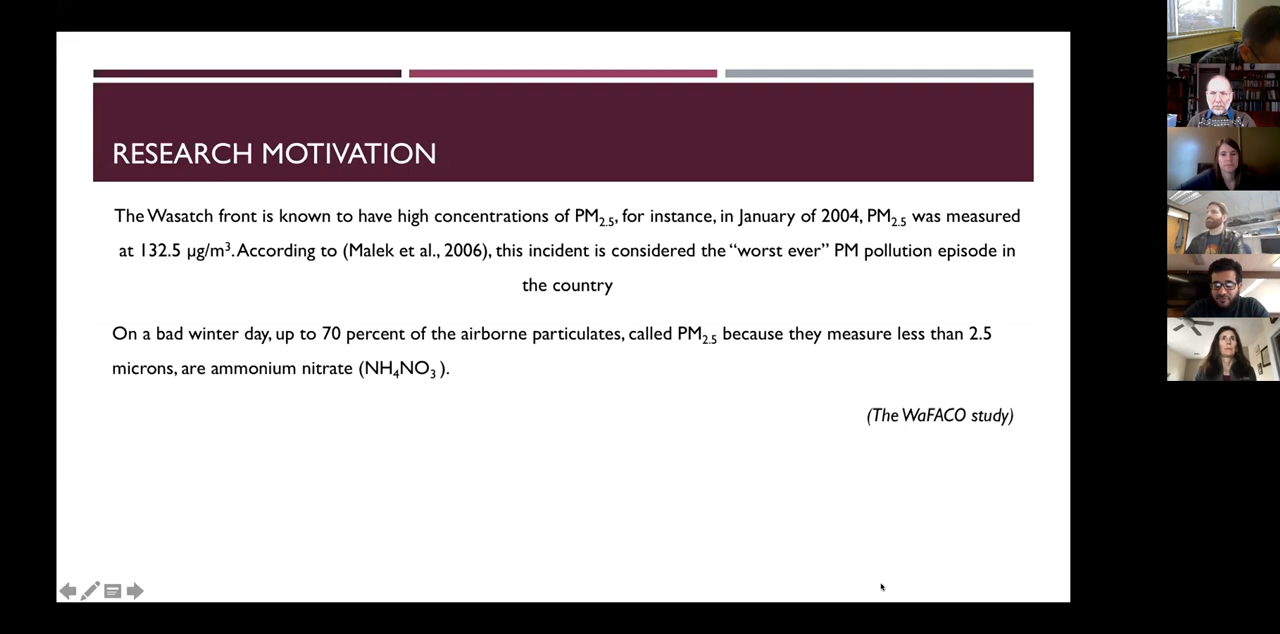 RESEARCH MOTIVATION
The Wasatch front is known to have high concentrations of PM2.5, for instance, in January of 2004, PM2.5 was measured
at 132.5 µg/m³. According to (Malek et al., 2006), this incident is considered the “worst ever” PM pollution episode in
the country
On a bad winter day, up to 70 percent of the airborne particulates, called PM2.5 because they measure less than 2.5
microns, are ammonium nitrate (NH4NO3 ).
(The WaFACO study)